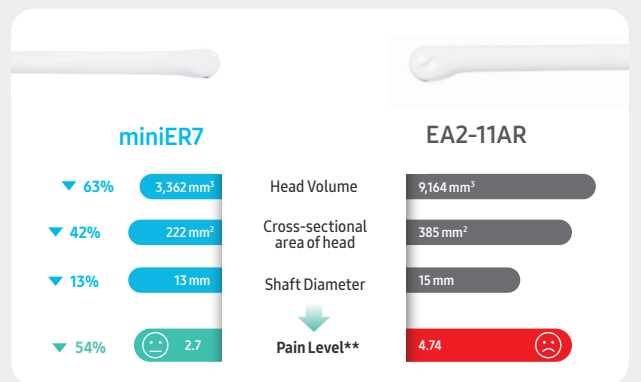 miniER7
EA2-11AR
63%
3,362 mm³
Head Volume
9,164 mm³
42%
222 mm²
Cross-sectional
area of head
385 mm²
13%
13 mm
Shaft Diameter
15 mm
54%
2.7
Pain Level**
4.74